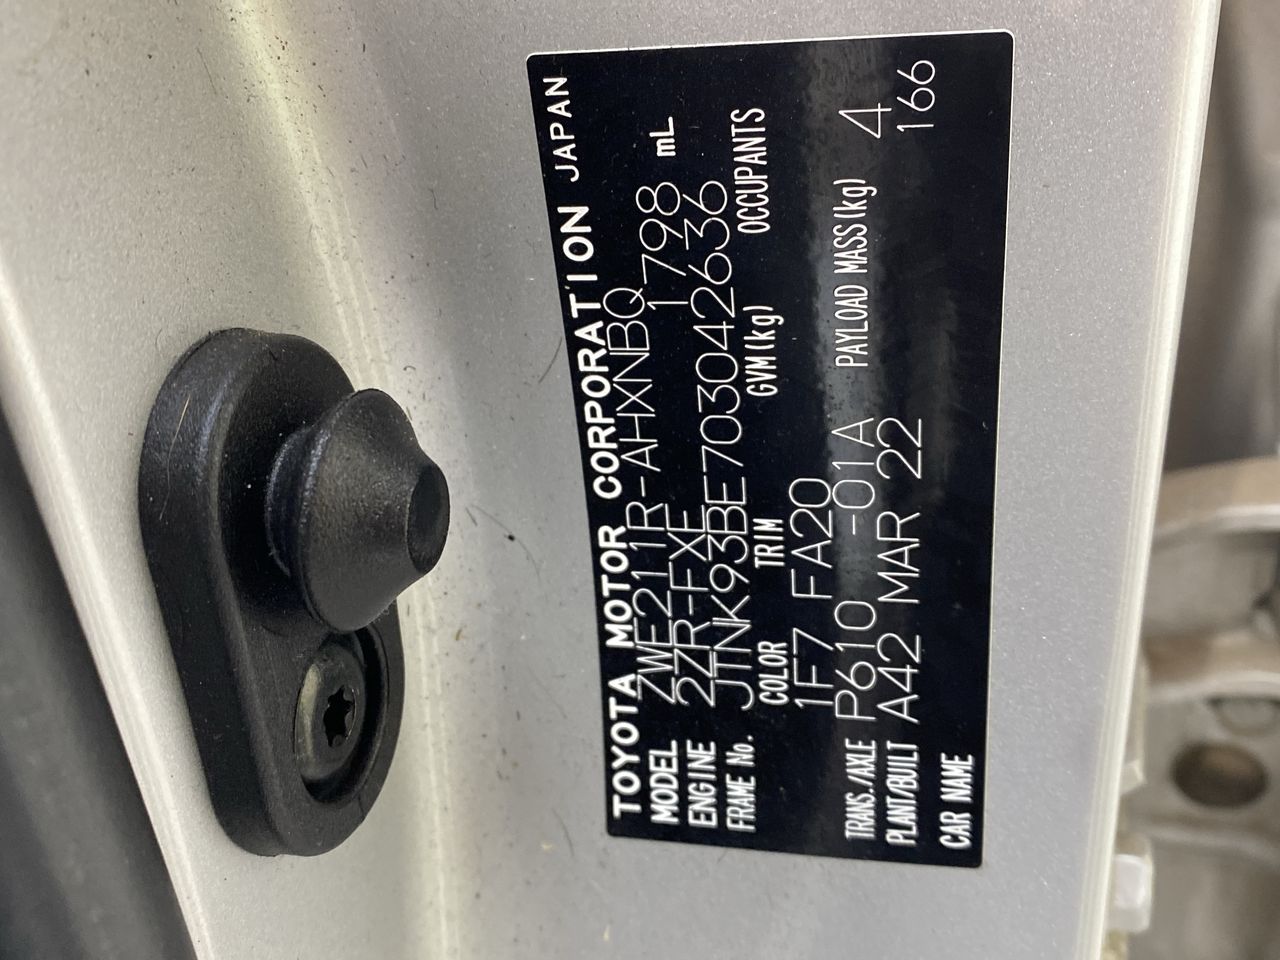 TOYOTA MOTOR CORPORATION JAPAN
MODEL ZWE211R-AHXNBQ
ENGINE 2ZR-FXE 1798 mL
FRAME No. JTNK93BE703042636
COLOR TRIM GVM(kg) OCCUPANTS
1F7 FA20 4
TRANS./AXLE P610 -01A PAYLOAD MASS(kg) 166
PLANT/BUILT A42 MAR 22
CAR NAME